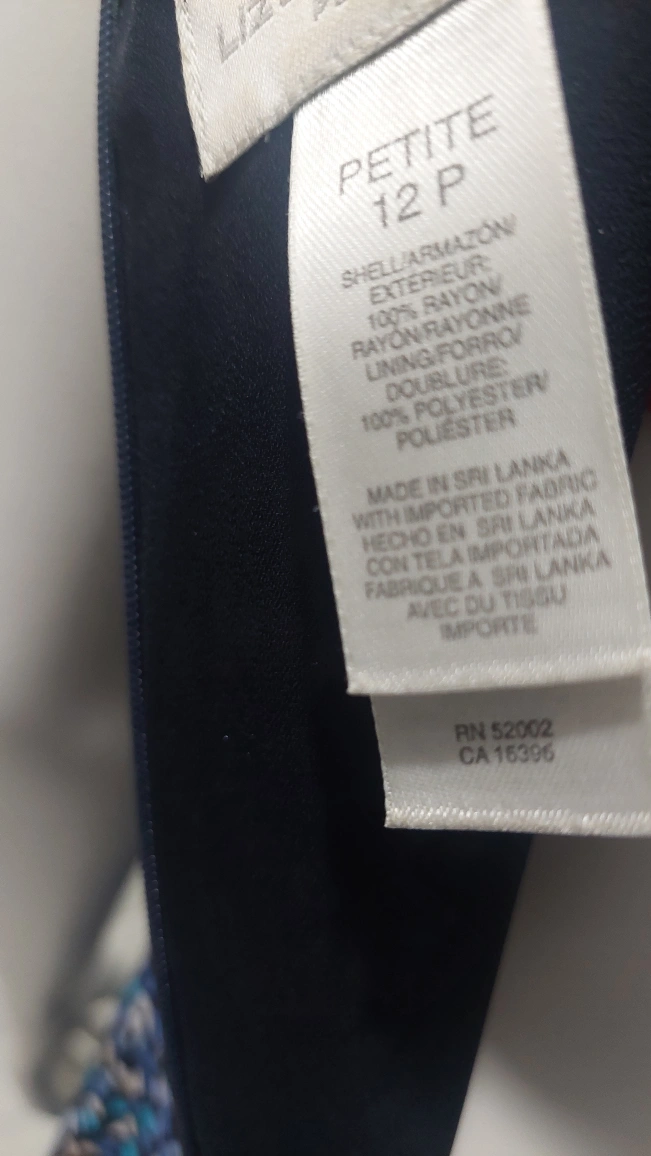 LIZ
PETITE
12 P
SHELL/ARMAZÓN/
EXTÉRIEUR:
100% RAYON/
RAYÓN/RAYONNE
LINING/FORRO/
DOUBLURE:
100% POLYESTER/
POLIÉSTER
MADE IN SRI LANKA
WITH IMPORTED FABRIC
HECHO EN SRI LANKA
CON TELA IMPORTADA
FABRIQUE A SRI LANKA
AVEC DU TISSU
IMPORTE
RN 52002
CA 16396